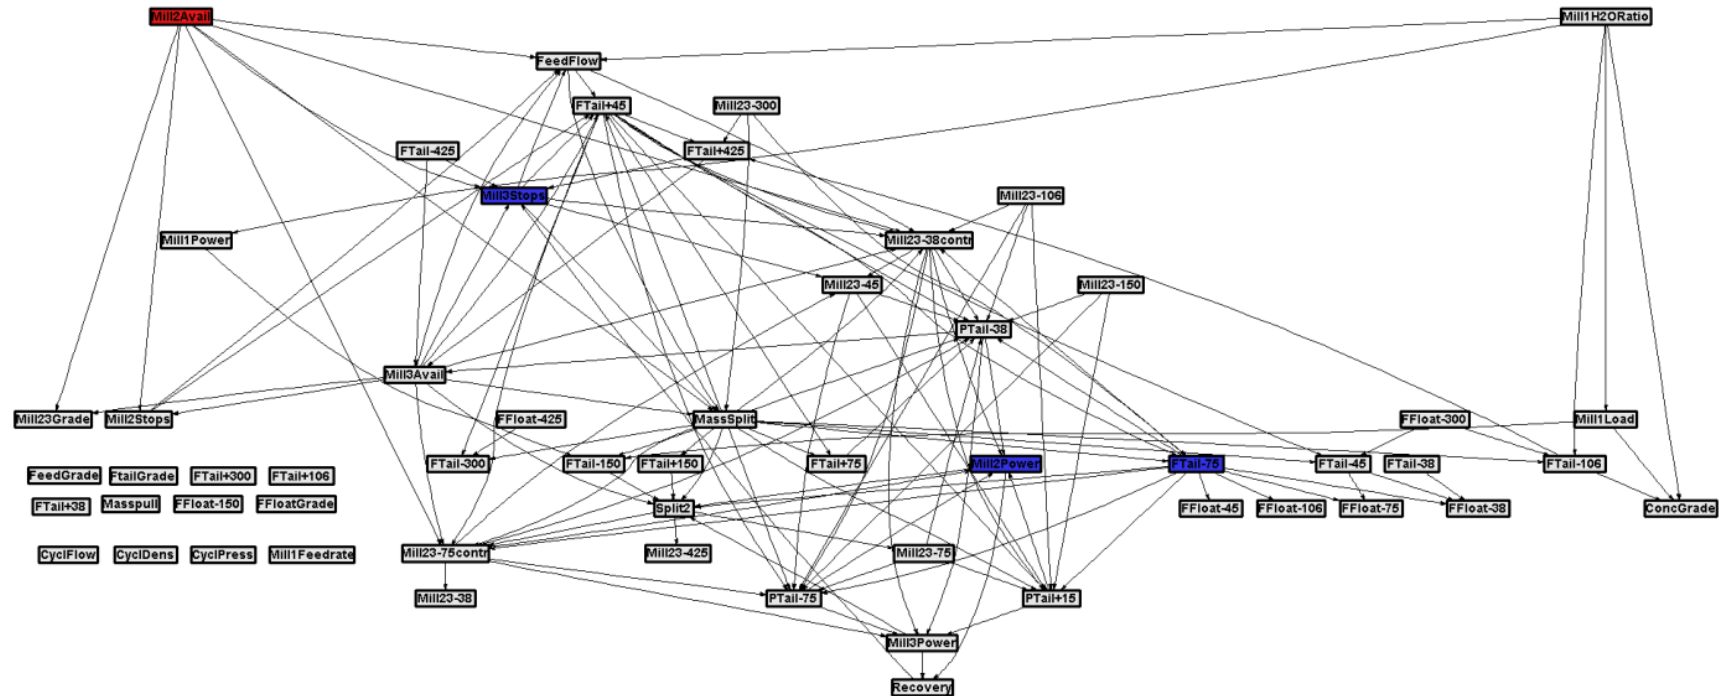 Mill2Avail
Mill1H2ORatio
FeedFlow
FTail+45
Mill23-300
FTail-425
FTail+425
Mill3Stops
Mill23-106
Mill1Power
Mill23-38contr
Mill23-45
Mill23-150
PTail-38
Mill3Avail
Mill23Grade
Mill2Stops
FFloat-425
MassSplit
FFloat-300
Mill1Load
FTail-300
FTail-150
FTail+150
FTail+75
Mill2Power
FTail-75
FTail-45
FTail-38
FTail-106
FeedGrade
FtailGrade
FTail+300
FTail+106
FTail+38
Masspull
FFloat-150
FFloatGrade
Split2
FFloat-45
FFloat-106
FFloat-75
FFloat-38
ConcGrade
CyclFlow
CyclDens
CyclPress
Mill1Feedrate
Mill23-75contr
Mill23-425
Mill23-75
Mill23-38
PTail-75
PTail+15
Mill3Power
Recovery